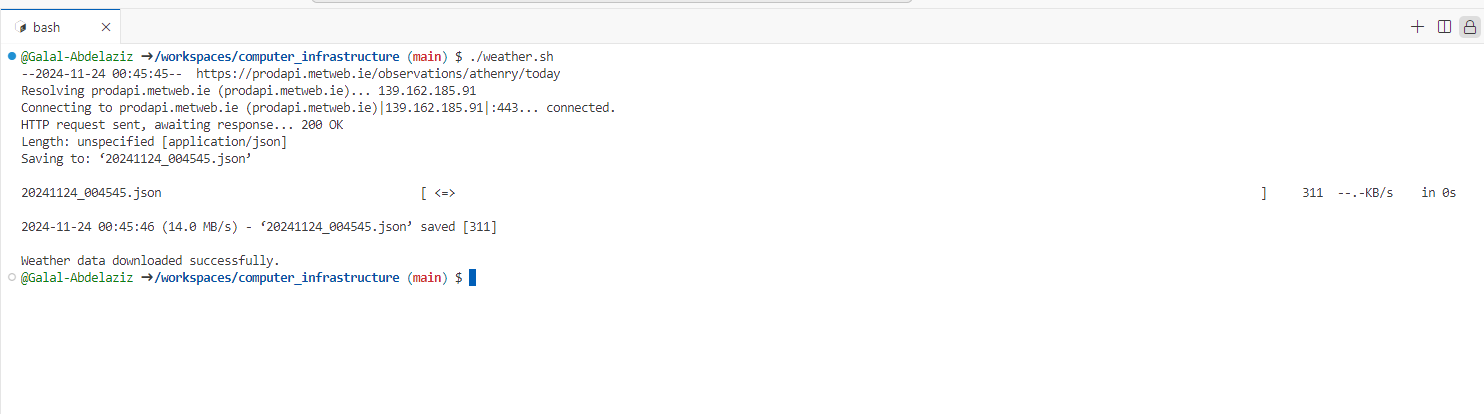 bash
@Galal-Abdelaziz ➜/workspaces/computer_infrastructure (main) $ ./weather.sh
--2024-11-24 00:45:45--  https://prodapi.metweb.ie/observations/athenry/today
Resolving prodapi.metweb.ie (prodapi.metweb.ie)... 139.162.185.91
Connecting to prodapi.metweb.ie (prodapi.metweb.ie)|139.162.185.91|:443... connected.
HTTP request sent, awaiting response... 200 OK
Length: unspecified [application/json]
Saving to: ‘20241124_004545.json’
20241124_004545.json [ <=> ] 311 --.-KB/s in 0s
2024-11-24 00:45:46 (14.0 MB/s) - ‘20241124_004545.json’ saved [311]
Weather data downloaded successfully.
@Galal-Abdelaziz ➜/workspaces/computer_infrastructure (main) $